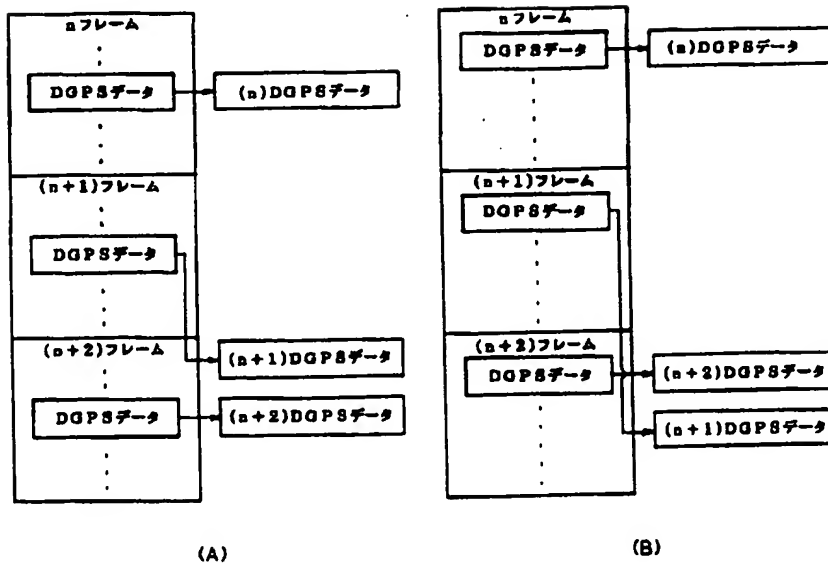 nフレーム
DGPSデータ
(n)DGPSデータ
(n+1)フレーム
DGPSデータ
(n+2)フレーム
(n+1)DGPSデータ
DGPSデータ
(n+2)DGPSデータ
(A)
nフレーム
DGPSデータ
(n)DGPSデータ
(n+1)フレーム
DGPSデータ
(n+2)フレーム
DGPSデータ
(n+2)DGPSデータ
(n+1)DGPSデータ
(B)